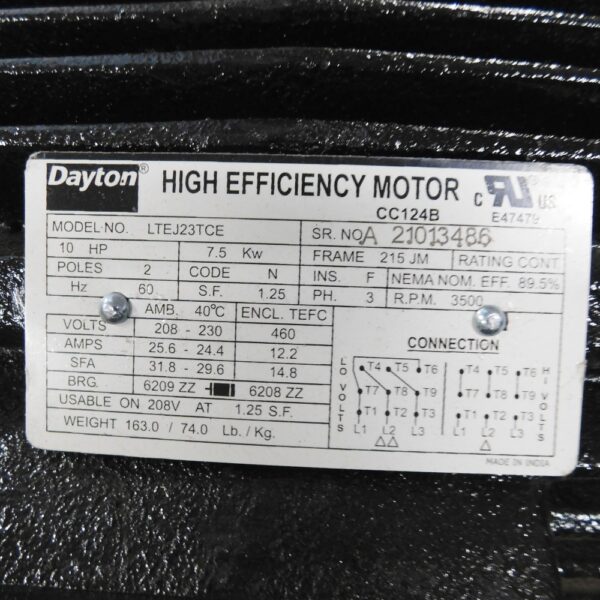 Dayton® HIGH EFFICIENCY MOTOR
CC124B
c RU US
E47479
MODEL-NO. LTEJ23TCE SR. NO. A 21013486
10 HP 7.5 Kw FRAME 215 JM RATING CONT
POLES 2 CODE N INS. F NEMA NOM. EFF. 89.5%
Hz 60 S.F. 1.25 PH. 3 R.P.M. 3500
AMB. 40°C ENCL. TEFC
VOLTS 208 - 230 460
AMPS 25.6 - 24.4 12.2
SFA 31.8 - 29.6 14.8
BRG. 6209 ZZ 6208 ZZ
USABLE ON 208V AT 1.25 S.F.
WEIGHT 163.0 / 74.0 Lb. / Kg.
CONNECTION
LO VOLTS
T4 T5 T6
T7 T8 T9
T1 T2 T3
L1 L2 L3
△△
T4 T5 T6
T7 T8 T9
T1 T2 T3
L1 L2 L3
△
HI VOLTS
MADE IN INDIA